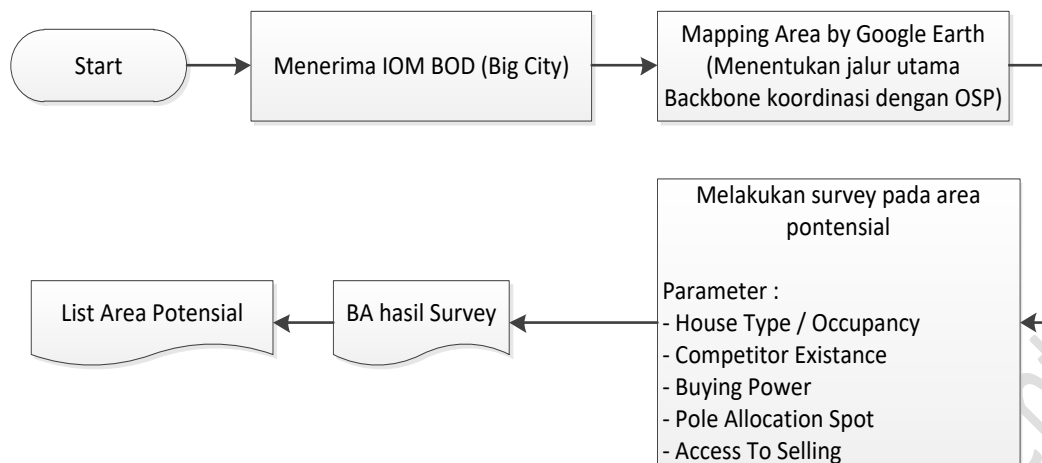 Start
Menerima IOM BOD (Big City)
Mapping Area by Google Earth
(Menentukan jalur utama
Backbone koordinasi dengan OSP)
Melakukan survey pada area
pontensial
Parameter :
- House Type / Occupancy
- Competitor Existance
- Buying Power
- Pole Allocation Spot
- Access To Selling
BA hasil Survey
List Area Potensial